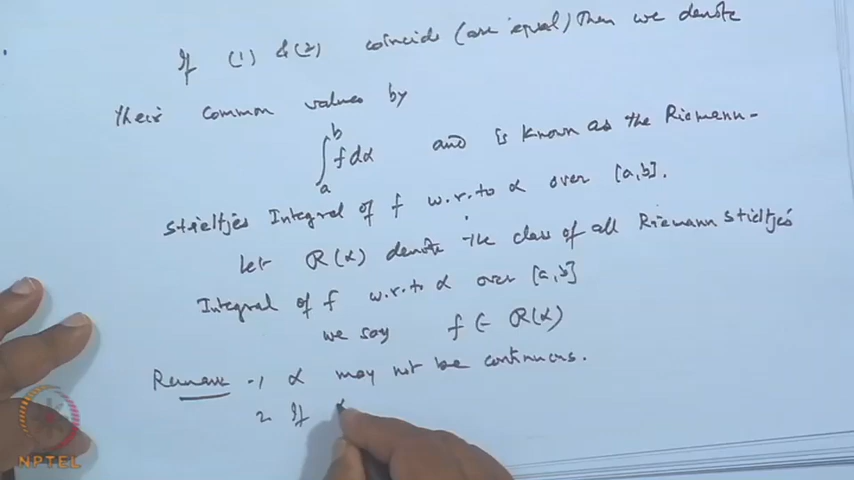 If (1) & (2) coincide (are equal) Then we denote
their common values by
∫_a^b f dα and is known as the Riemann-
Stieltjes Integral of f w.r.to α over [a,b].
Let R(α) denote the class of all Riemann Stieltjes
Integral of f w.r.to α over [a,b]
we say f ∈ R(α)
Remark -1 α may not be continuous.
2 If
NPTEL